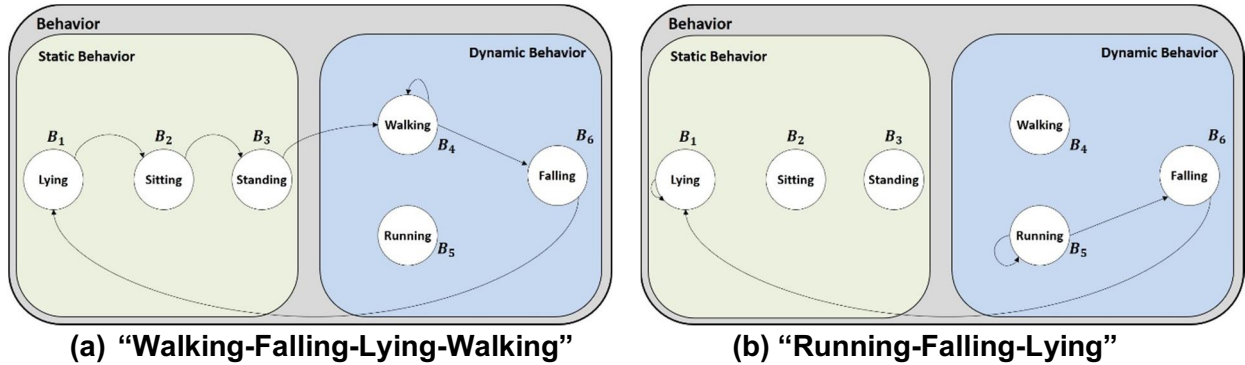 Behavior
Static Behavior
Dynamic Behavior
B1
B2
B3
B4
B5
B6
Lying
Sitting
Standing
Walking
Running
Falling
(a) “Walking-Falling-Lying-Walking”
Behavior
Static Behavior
Dynamic Behavior
B1
B2
B3
B4
B5
B6
Lying
Sitting
Standing
Walking
Running
Falling
(b) “Running-Falling-Lying”